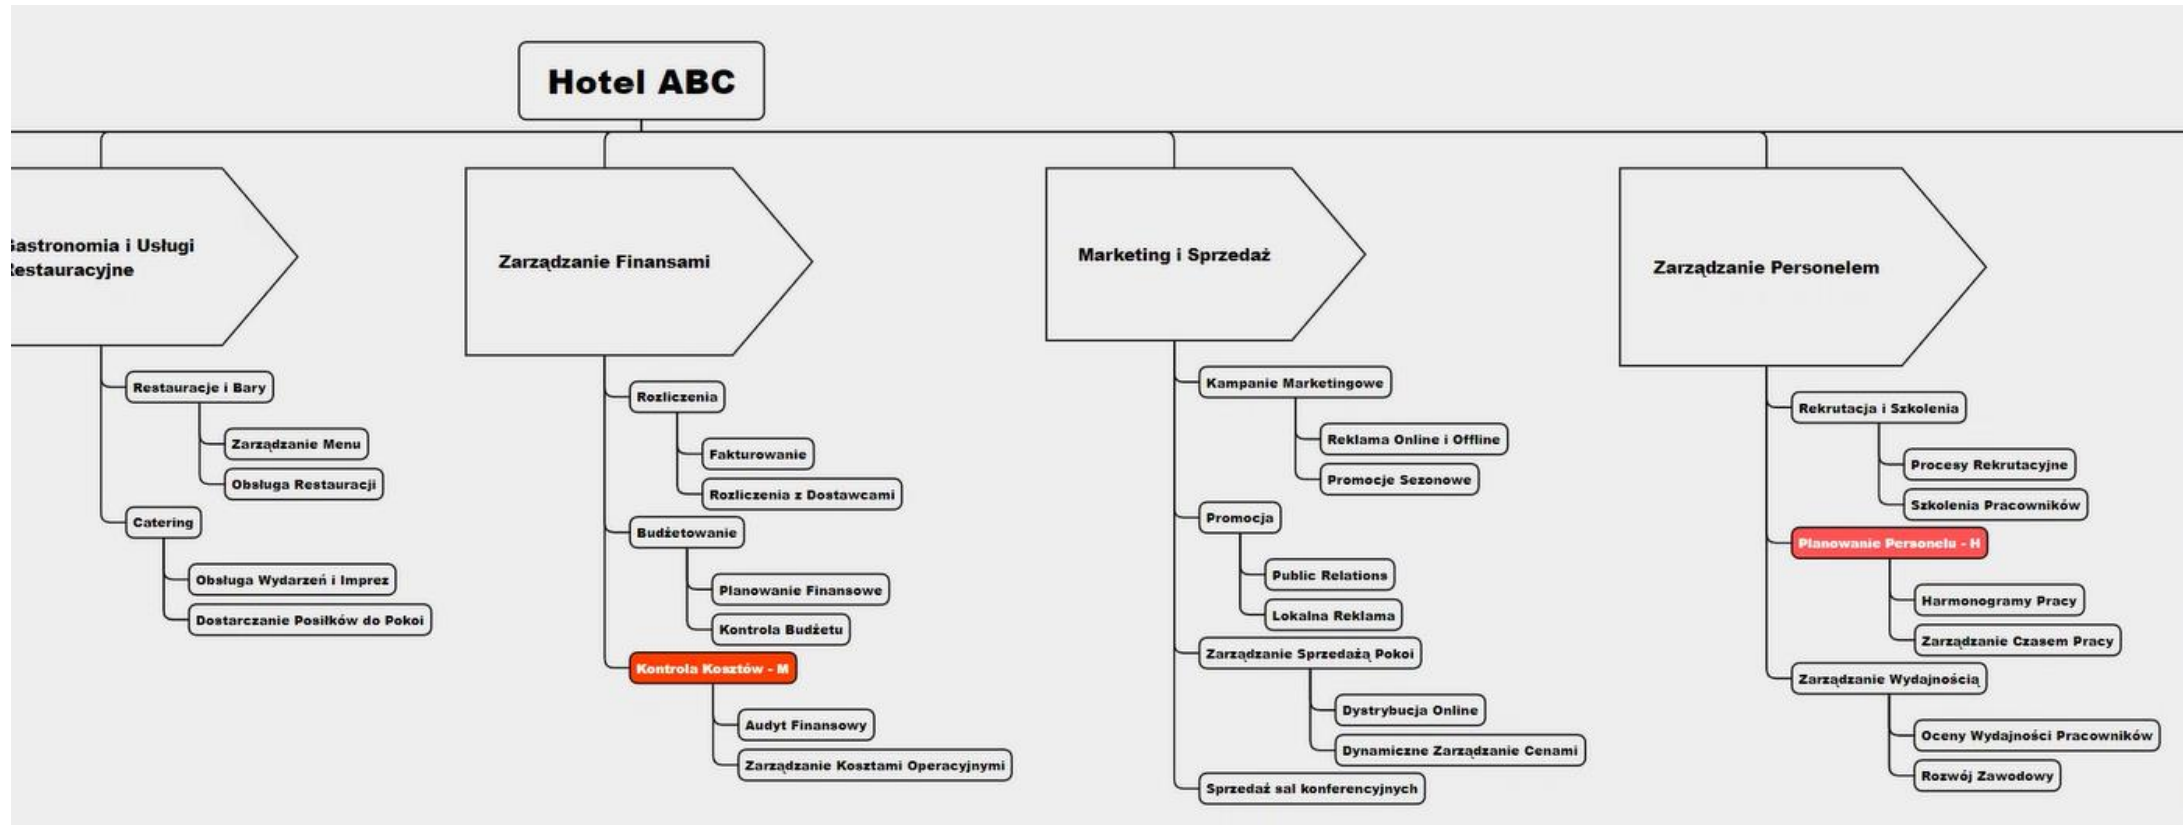 Hotel ABC
Gastronomia i Usługi
Restauracyjne
Restauracje i Bary
Zarządzanie Menu
Obsługa Restauracji
Catering
Obsługa Wydarzeń i Imprez
Dostarczanie Posiłków do Pokoi
Zarządzanie Finansami
Rozliczenia
Fakturowanie
Rozliczenia z Dostawcami
Budżetowanie
Planowanie Finansowe
Kontrola Budżetu
Kontrola Kosztów - M
Audyt Finansowy
Zarządzanie Kosztami Operacyjnymi
Marketing i Sprzedaż
Kampanie Marketingowe
Reklama Online i Offline
Promocje Sezonowe
Promocja
Public Relations
Lokalna Reklama
Zarządzanie Sprzedażą Pokoi
Dystrybucja Online
Dynamiczne Zarządzanie Cenami
Sprzedaż sal konferencyjnych
Zarządzanie Personelem
Rekrutacja i Szkolenia
Procesy Rekrutacyjne
Szkolenia Pracowników
Planowanie Personelu - H
Harmonogramy Pracy
Zarządzanie Czasem Pracy
Zarządzanie Wydajnością
Oceny Wydajności Pracowników
Rozwój Zawodowy